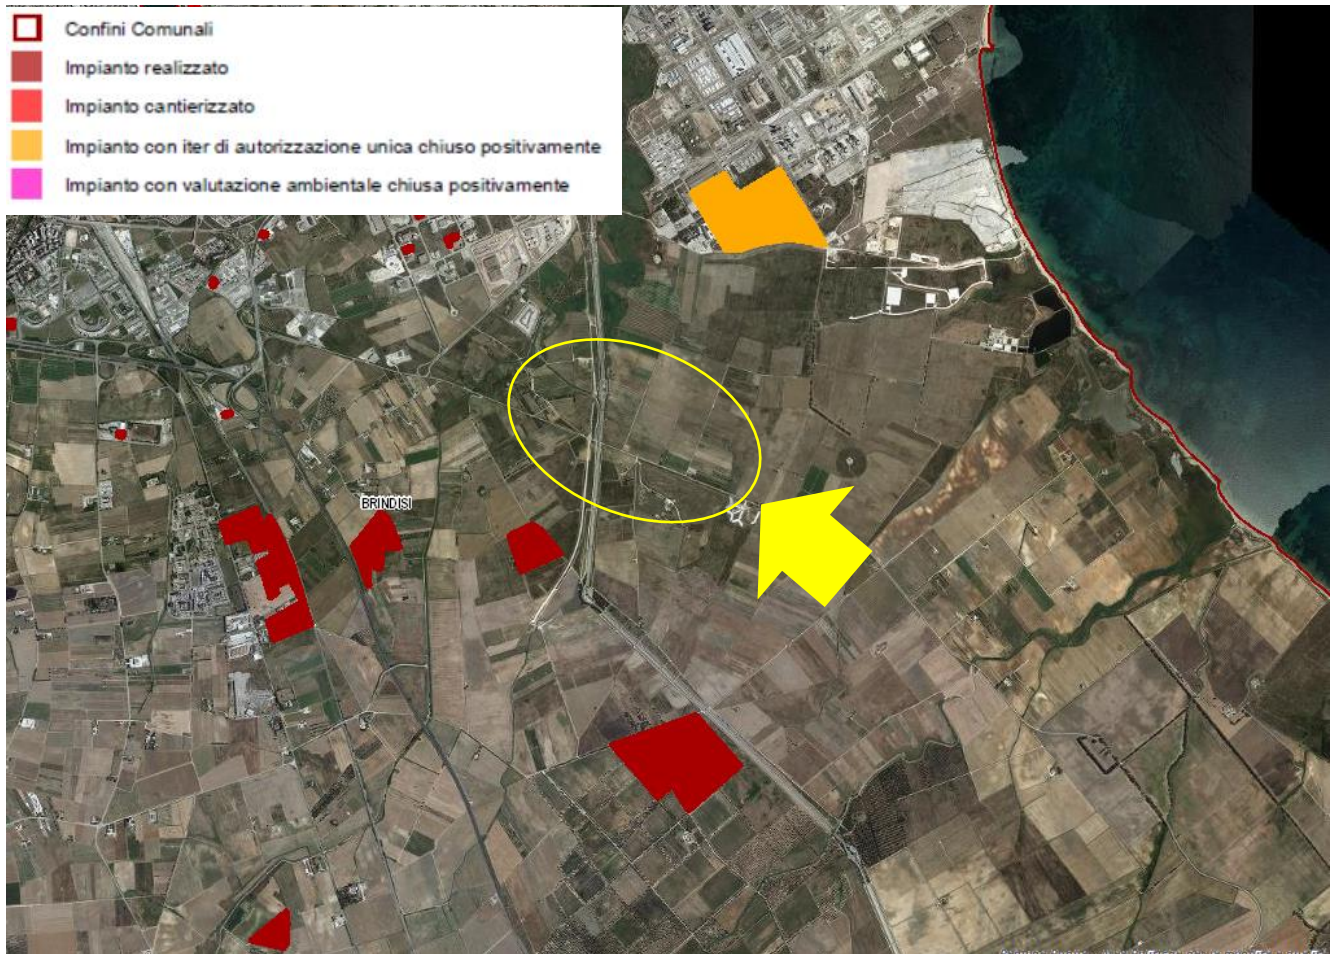 Confini Comunali
Impianto realizzato
Impianto cantierizzato
Impianto con iter di autorizzazione unica chiuso positivamente
Impianto con valutazione ambientale chiusa positivamente
BRINDISI